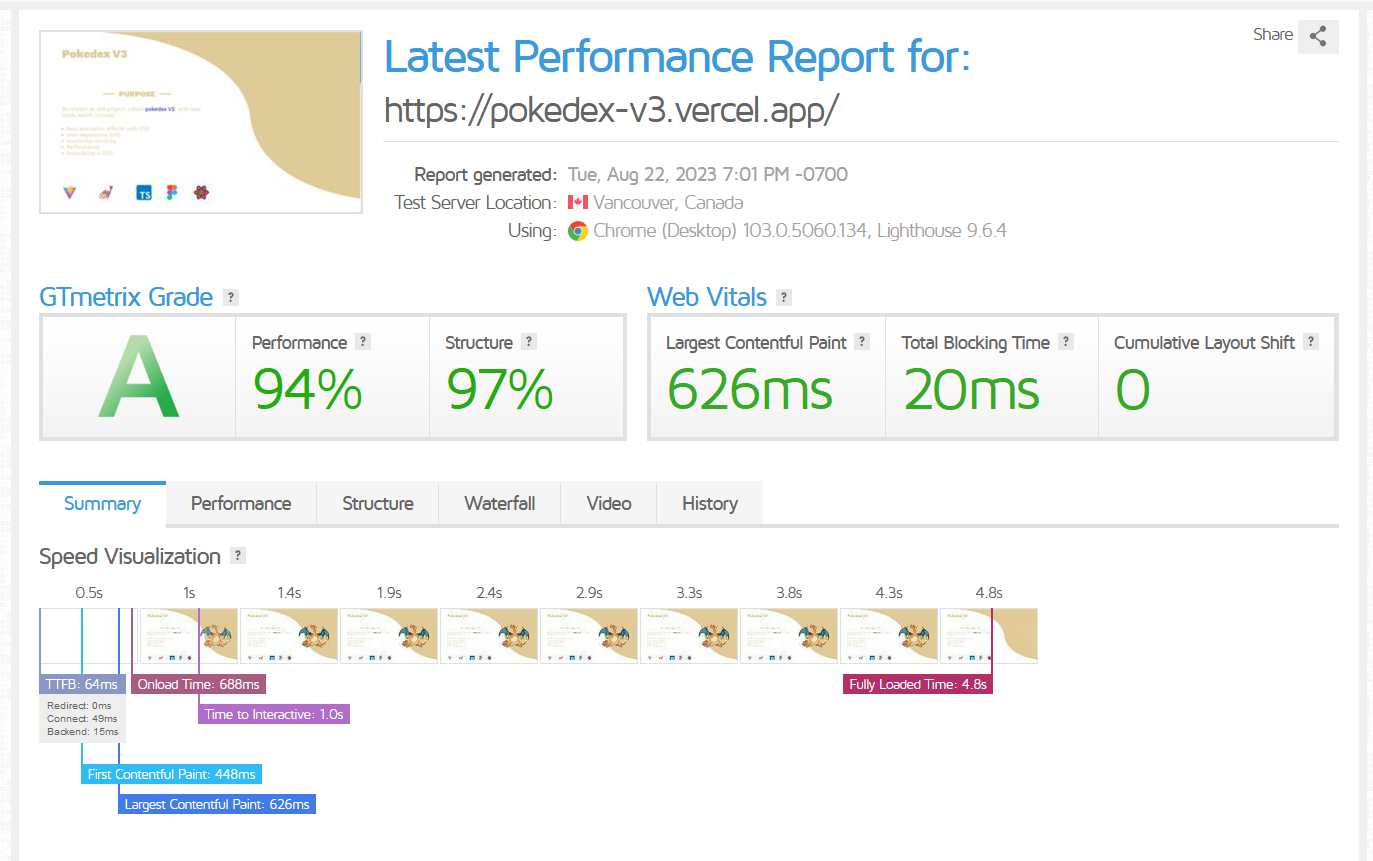 Share
Pokedex V3
PURPOSE
pokedex V2
TS
Latest Performance Report for:
https://pokedex-v3.vercel.app/
Report generated: Tue, Aug 22, 2023 7:01 PM -0700
Test Server Location: Vancouver, Canada
Using: Chrome (Desktop) 103.0.5060.134, Lighthouse 9.6.4
GTmetrix Grade ?
A
Performance ?
94%
Structure ?
97%
Web Vitals ?
Largest Contentful Paint ?
626ms
Total Blocking Time ?
20ms
Cumulative Layout Shift ?
0
Summary Performance Structure Waterfall Video History
Speed Visualization ?
0.5s 1s 1.4s 1.9s 2.4s 2.9s 3.3s 3.8s 4.3s 4.8s
TTFB: 64ms
Redirect: 0ms
Connect: 49ms
Backend: 15ms
Onload Time: 688ms
Fully Loaded Time: 4.8s
Time to Interactive: 1.0s
First Contentful Paint: 448ms
Largest Contentful Paint: 626ms